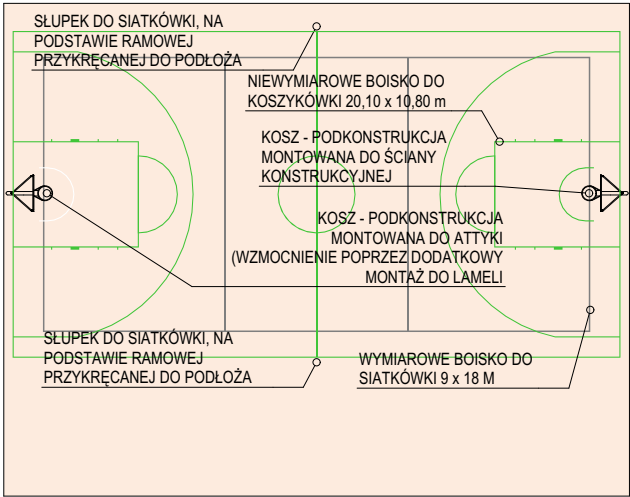 SŁUPEK DO SIATKÓWKI, NA
PODSTAWIE RAMOWEJ
PRZYKRĘCANEJ DO PODŁOŻA
NIEWYMIAROWE BOISKO DO
KOSZYKÓWKI 20,10 x 10,80 m
KOSZ - PODKONSTRUKCJA
MONTOWANA DO ŚCIANY
KONSTRUKCYJNEJ
KOSZ - PODKONSTRUKCJA
MONTOWANA DO ATTYKI
(WZMOCNIENIE POPRZEZ DODATKOWY
MONTAŻ DO LAMELI
SŁUPEK DO SIATKÓWKI, NA
PODSTAWIE RAMOWEJ
PRZYKRĘCANEJ DO PODŁOŻA
WYMIAROWE BOISKO DO
SIATKÓWKI 9 x 18 M